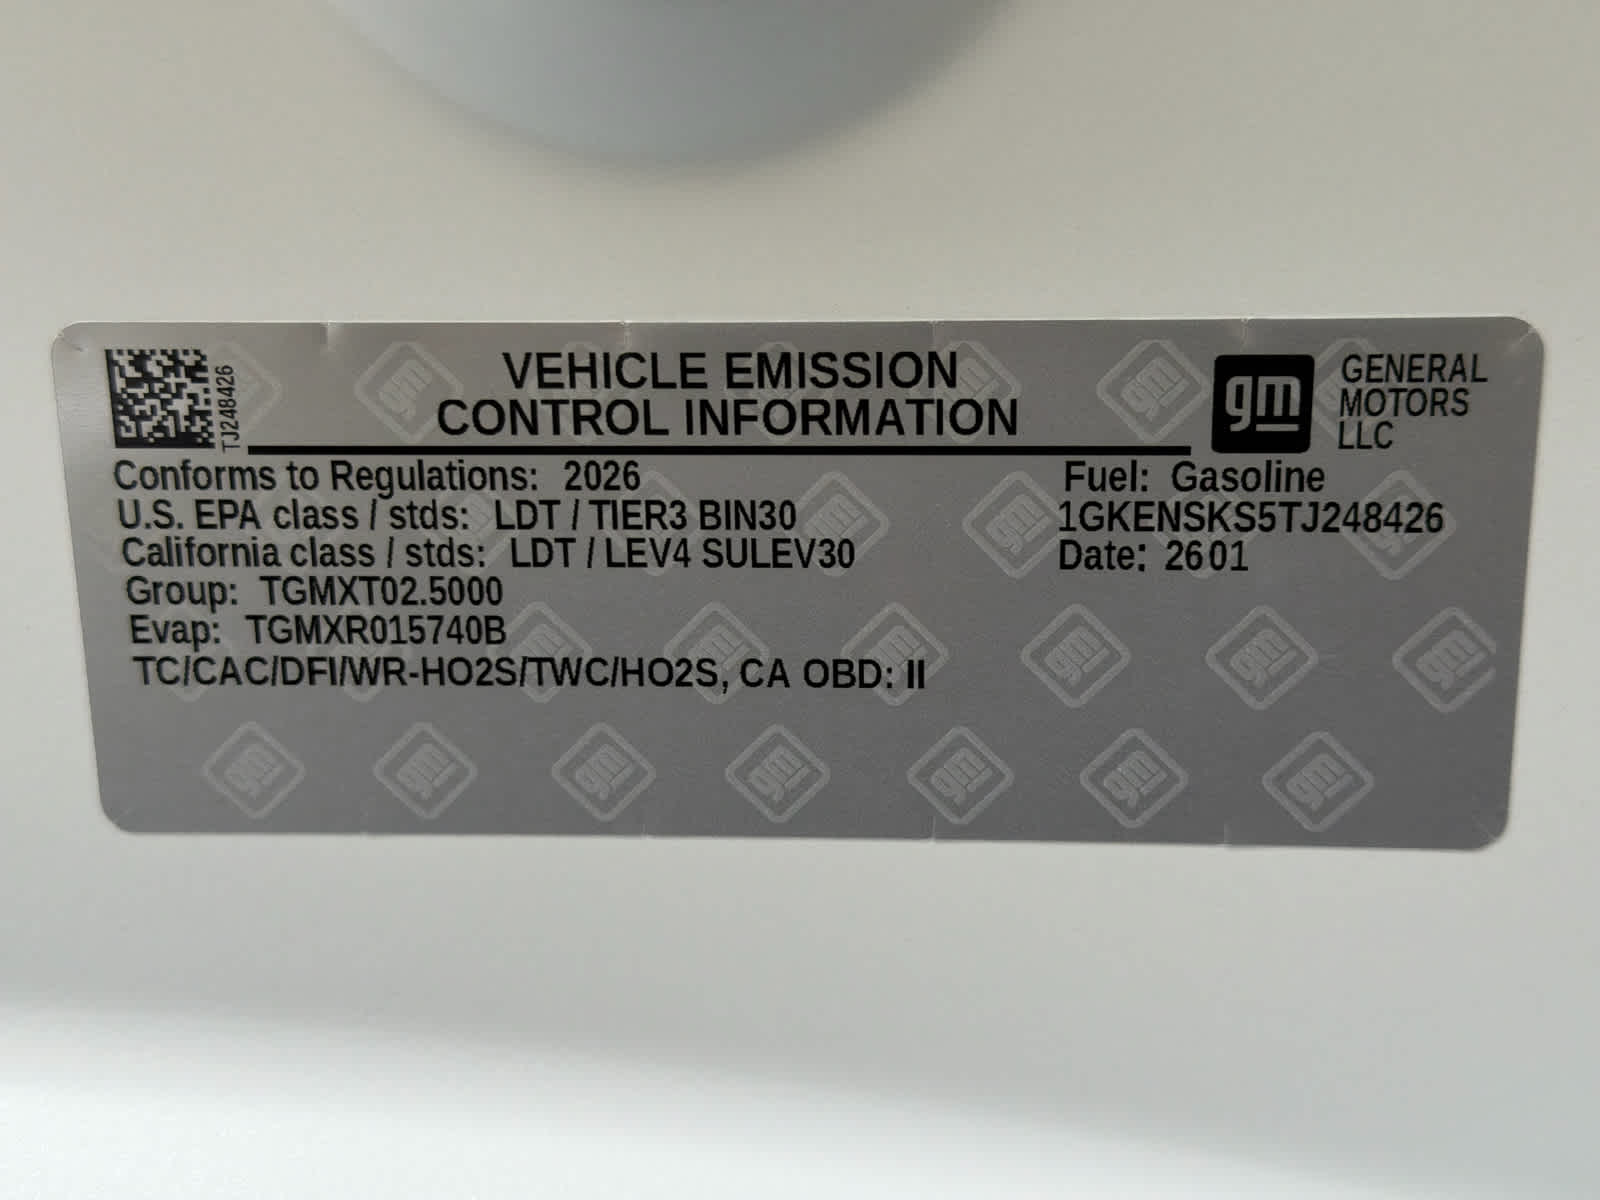 TJ248426
VEHICLE EMISSION
CONTROL INFORMATION
gm
GENERAL
MOTORS
LLC
Conforms to Regulations: 2026
U.S. EPA class / stds: LDT / TIER3 BIN30
California class / stds: LDT / LEV4 SULEV30
Group: TGMXT02.5000
Evap: TGMXR015740B
TC/CAC/DFI/WR-HO2S/TWC/HO2S, CA OBD: II
Fuel: Gasoline
1GKENSKS5TJ248426
Date: 2601